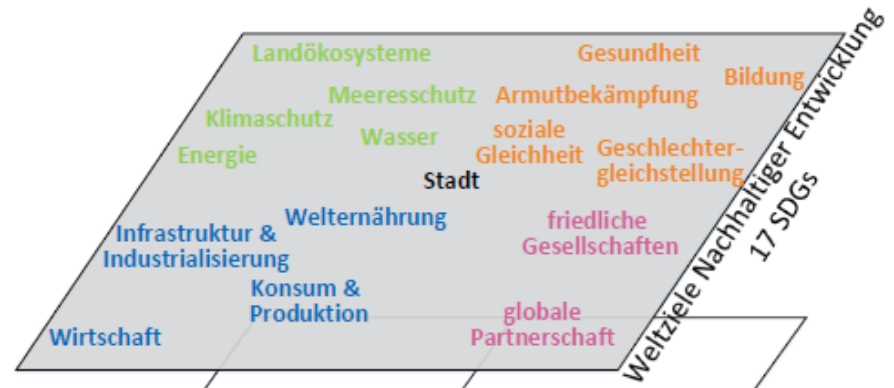 Landökosysteme
Gesundheit
Bildung
Meeresschutz
Armutbekämpfung
Klimaschutz
Wasser
soziale
Gleichheit
Geschlechter-
gleichstellung
Energie
Stadt
Welternährung
friedliche
Gesellschaften
Infrastruktur &
Industrialisierung
Konsum &
Produktion
globale
Partnerschaft
Wirtschaft
Weltziele Nachhaltiger Entwicklung
17 SDGs